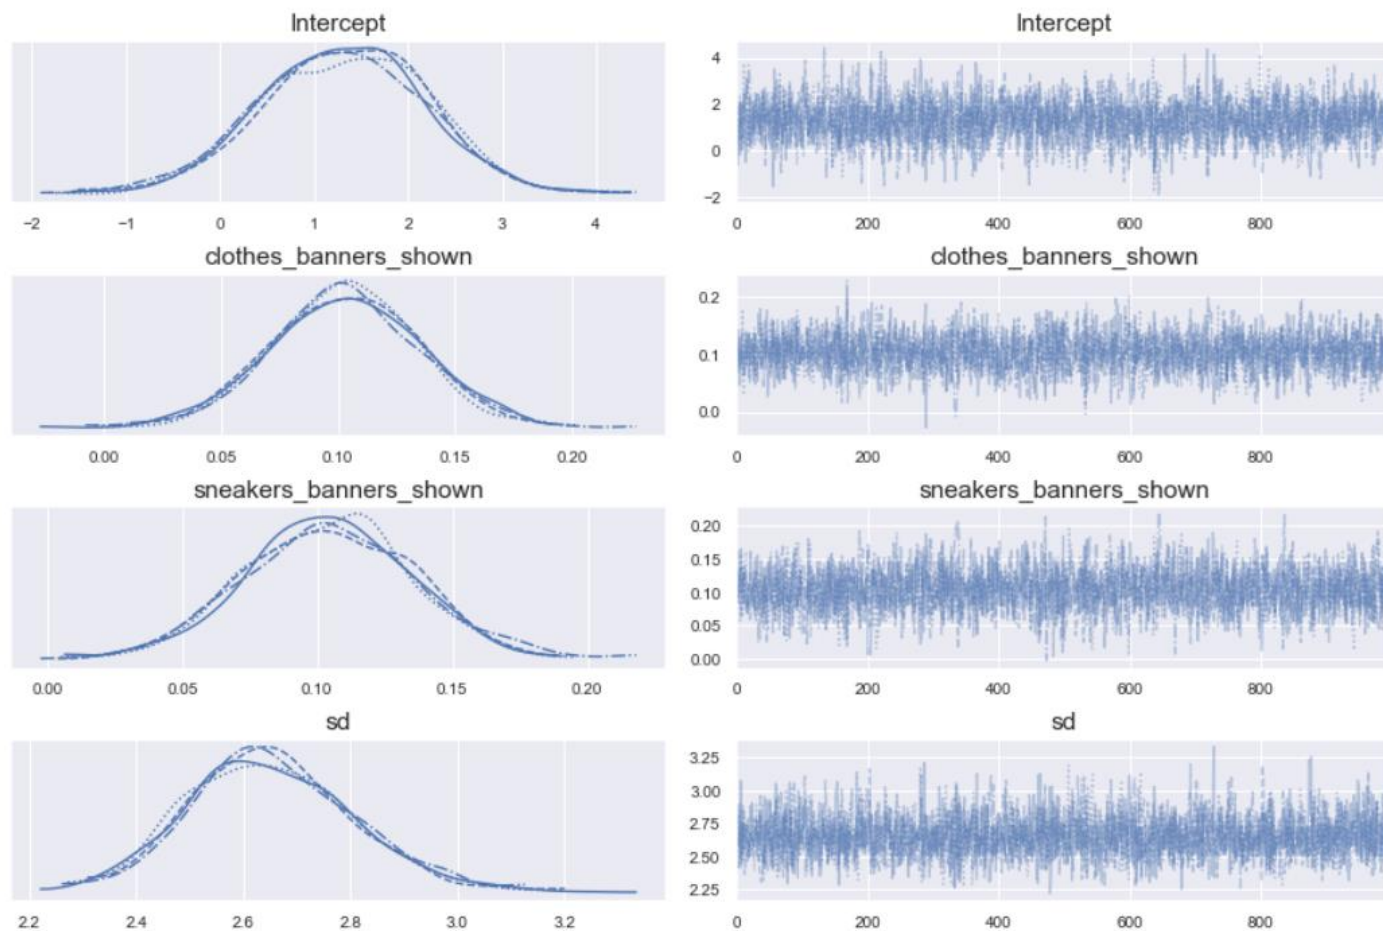 Intercept
Intercept
4
2
0
−2
−2 −1 0 1 2 3 4
0 200 400 600 800
clothes_banners_shown
clothes_banners_shown
0.2
0.1
0.0
0.00 0.05 0.10 0.15 0.20
0 200 400 600 800
sneakers_banners_shown
sneakers_banners_shown
0.20
0.15
0.10
0.05
0.00
0.00 0.05 0.10 0.15 0.20
0 200 400 600 800
sd
sd
3.25
3.00
2.75
2.50
2.25
2.2 2.4 2.6 2.8 3.0 3.2
0 200 400 600 800